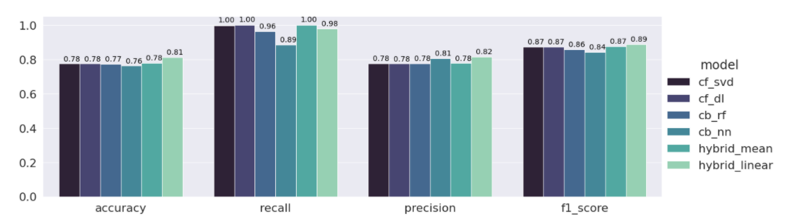 1.0
0.8
0.6
0.4
0.2
0.0
0.78 0.78 0.77 0.76 0.78 0.81
1.00 1.00 0.96 0.89 1.00 0.98
0.78 0.78 0.78 0.81 0.78 0.82
0.87 0.87 0.86 0.84 0.87 0.89
accuracy recall precision f1_score
model
cf_svd
cf_dl
cb_rf
cb_nn
hybrid_mean
hybrid_linear